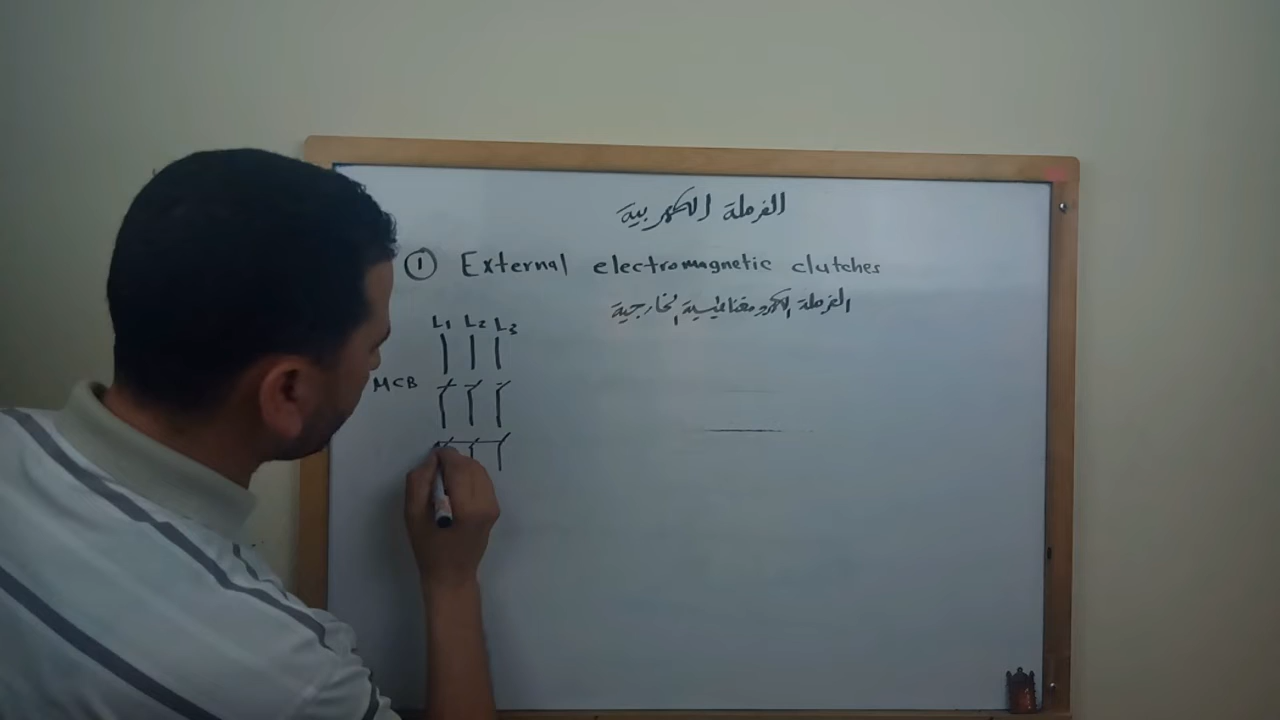 الفرملة الكهربية
① External electromagnetic clutches
الفرملة الكهرومغناطيسية الخارجية
L1 L2 L3
MCB